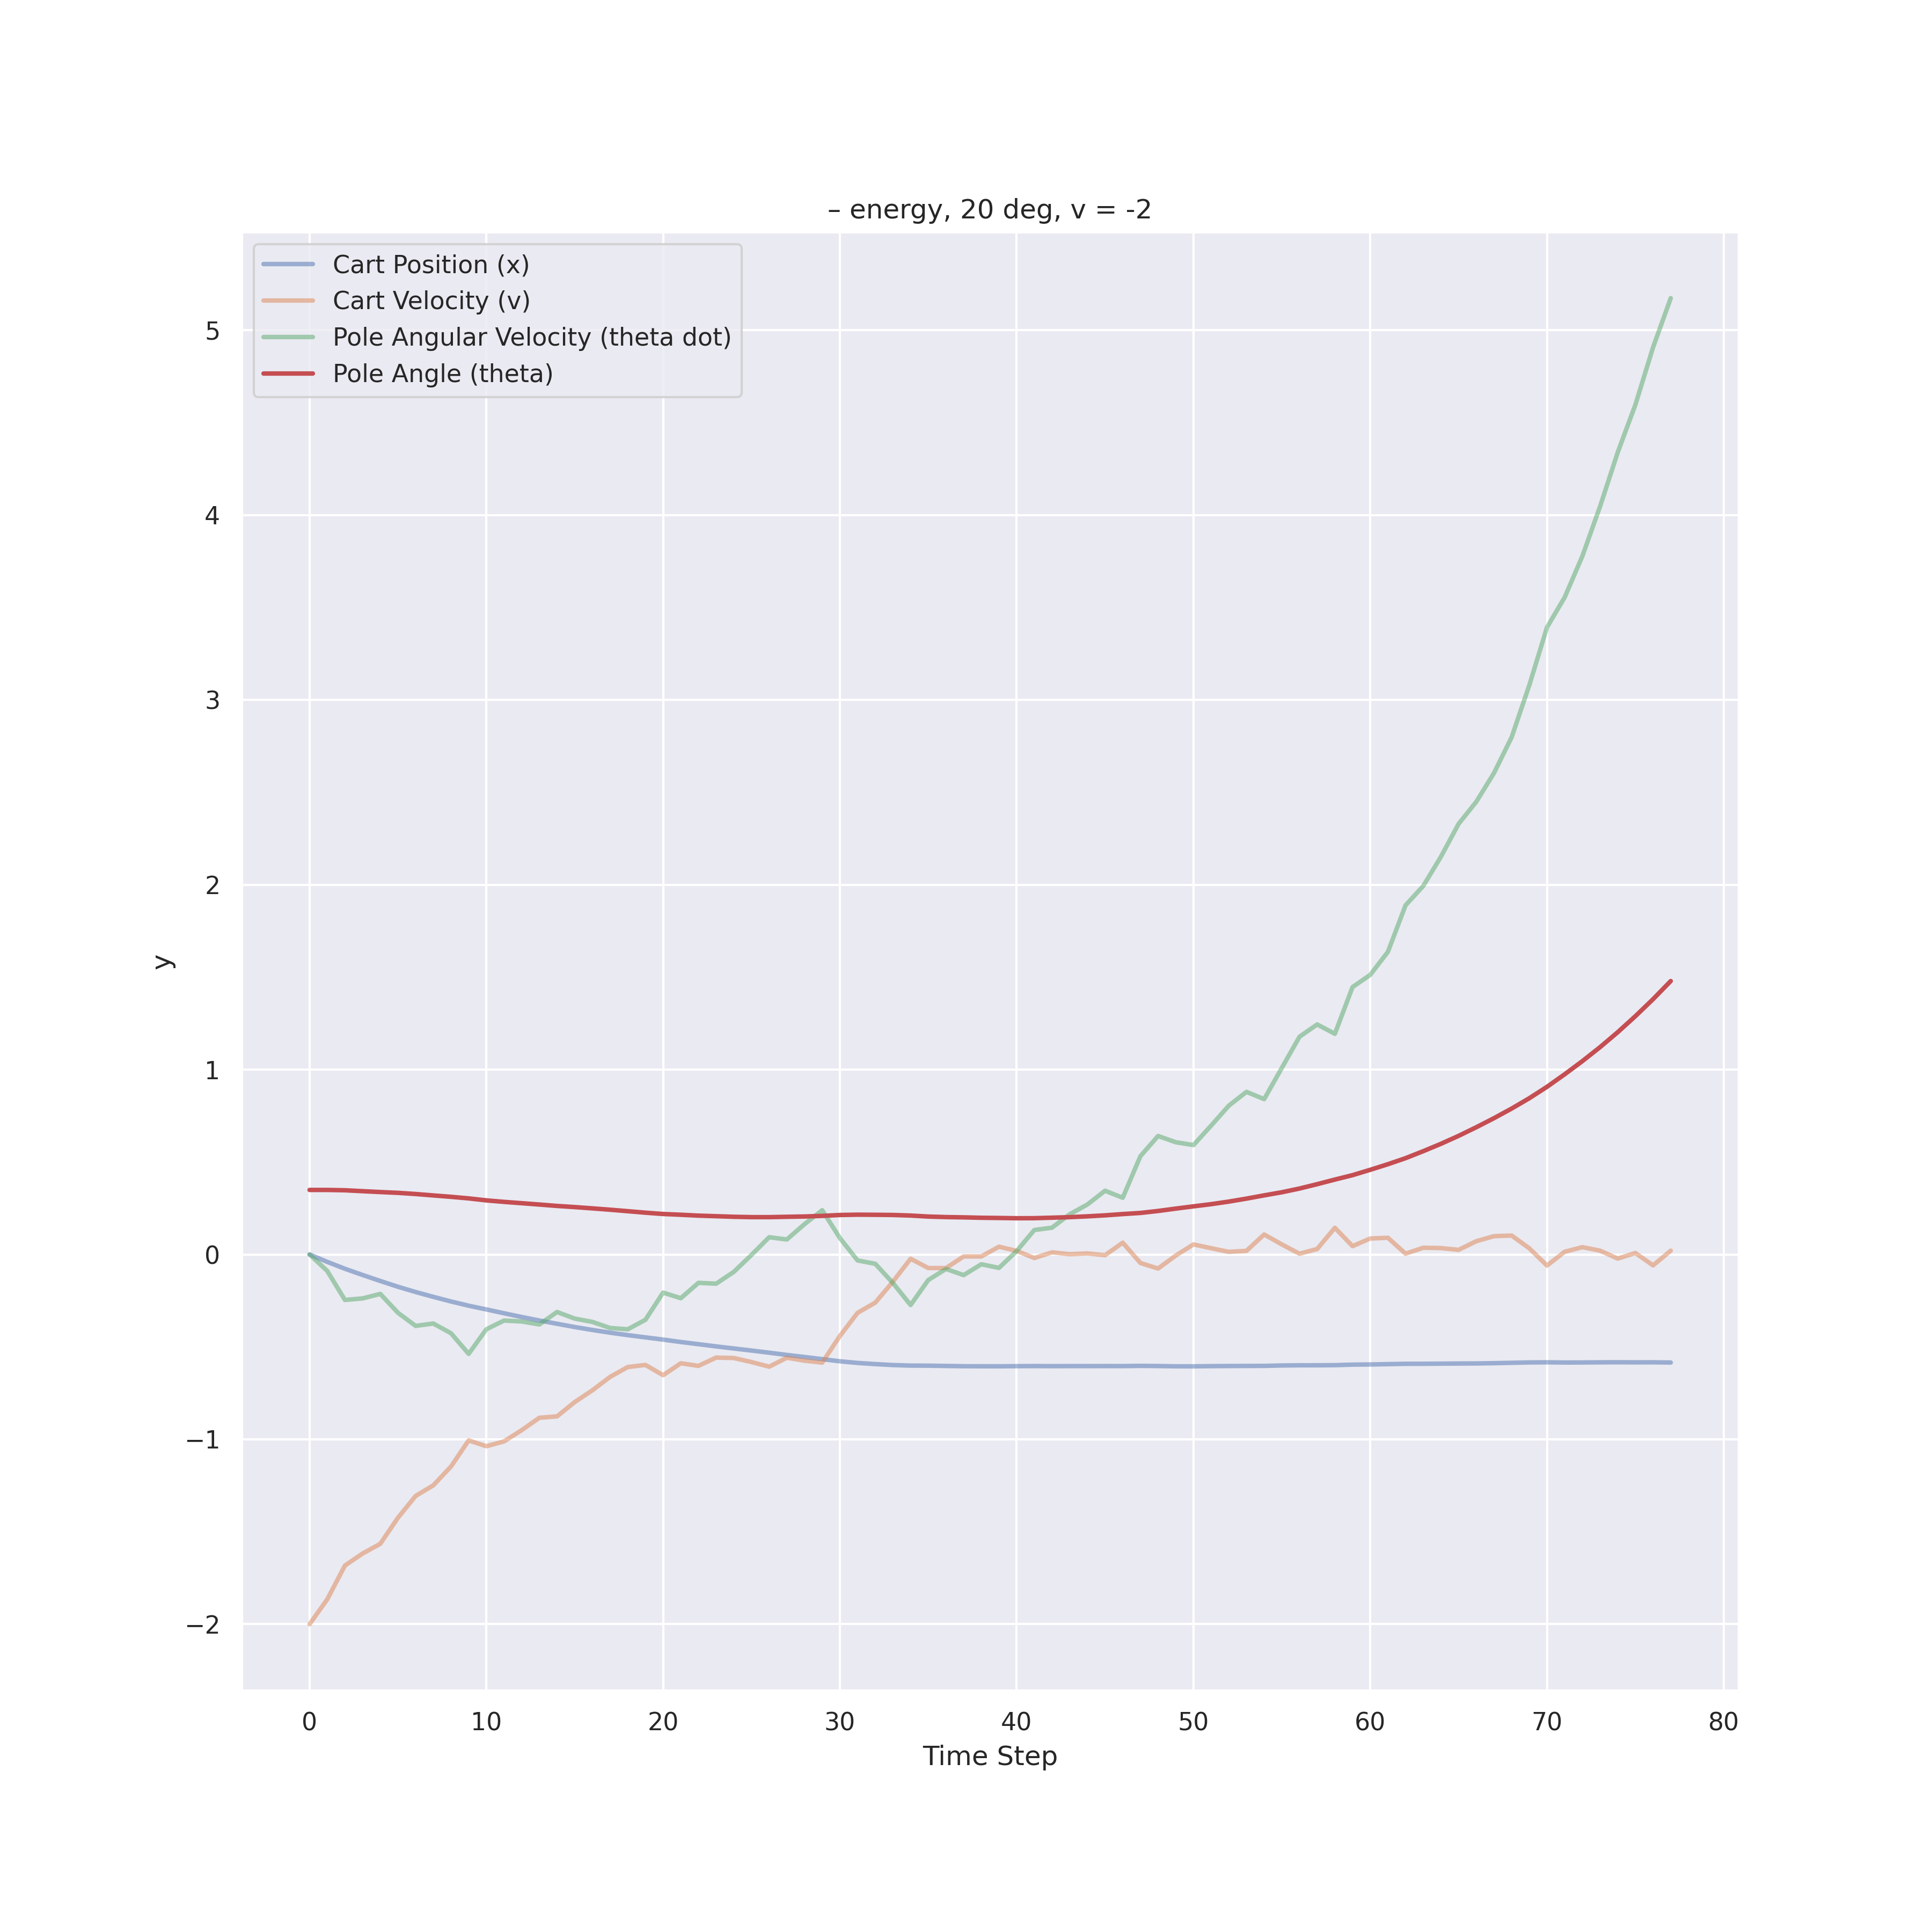 – energy, 20 deg, v = -2
Cart Position (x)
Cart Velocity (v)
Pole Angular Velocity (theta dot)
Pole Angle (theta)
5
4
3
2
1
0
−1
−2
y
0 10 20 30 40 50 60 70 80
Time Step